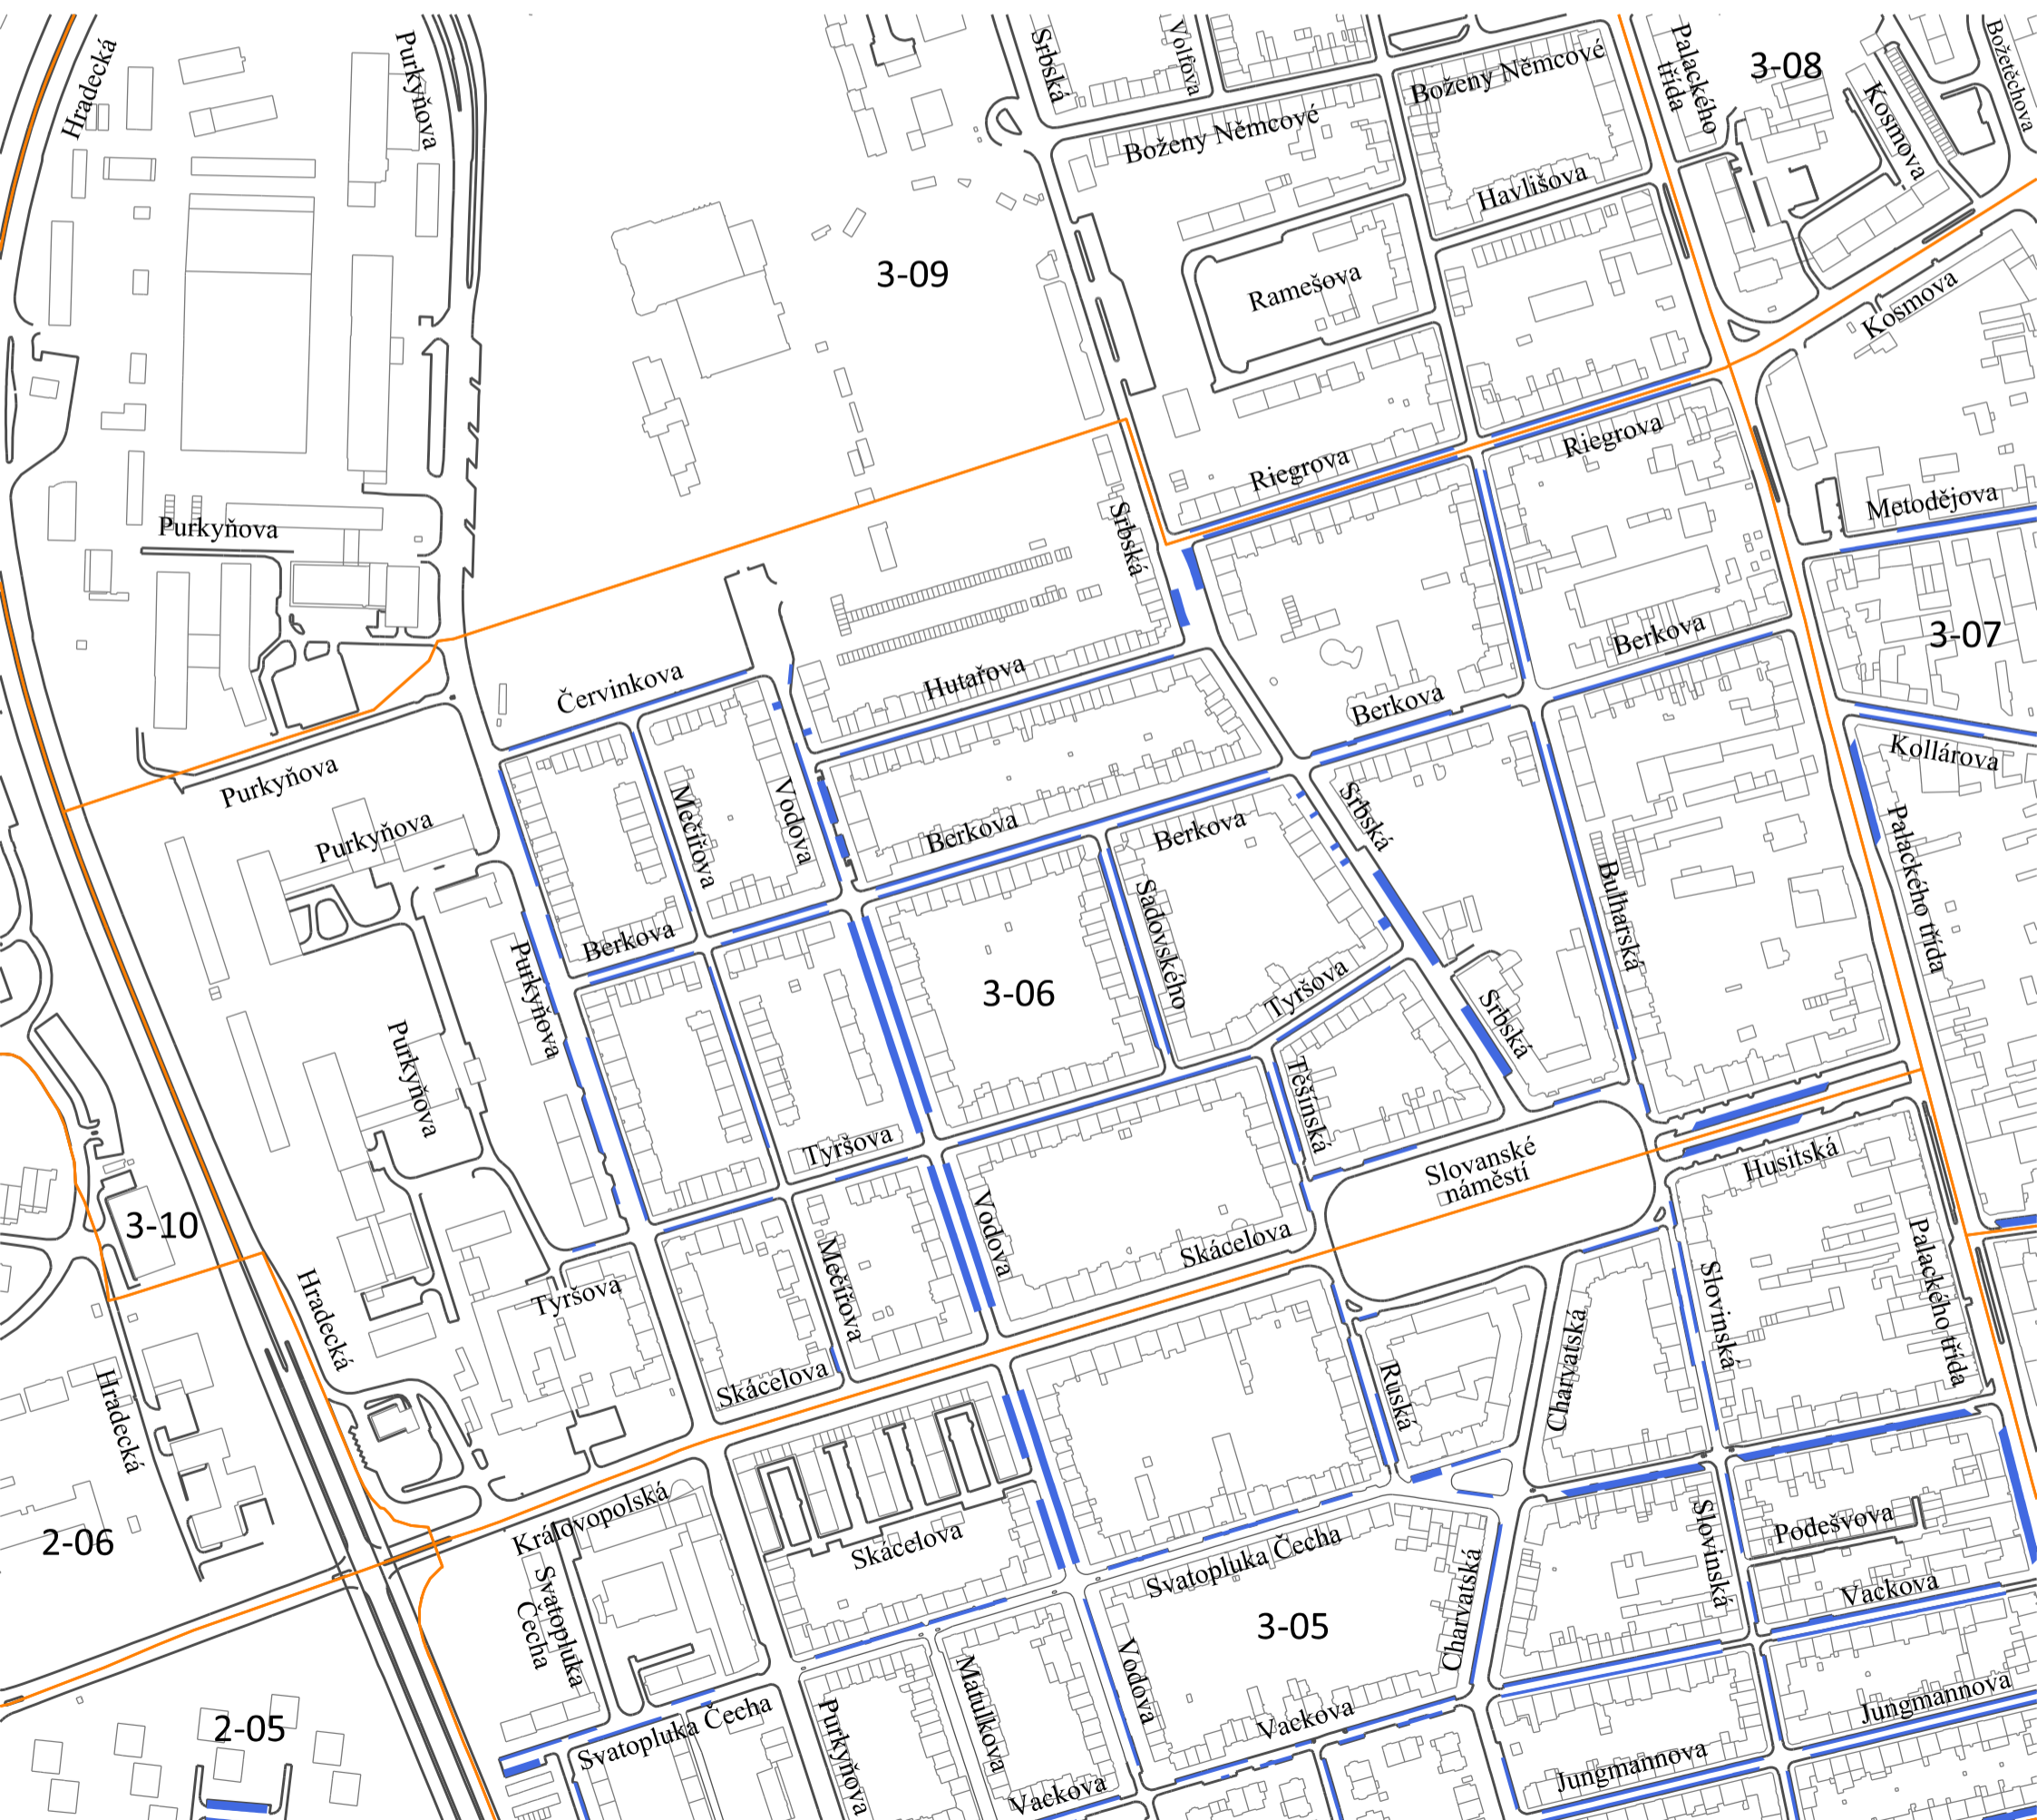 Hradecká
Purkyňova
Srbská
Volfova
Boženy Němcové
Boženy Němcové
Palackého
třída
3-08
Kosmova
Božetěchova
Havlišova
3-09
Ramešova
Kosmova
Riegrova
Riegrova
Metodějova
Purkyňova
Srbská
3-07
Berkova
Červinkova
Hutařova
Berkova
Kollárova
Purkyňova
Purkyňova
Mečířova
Vodova
Berkova
Berkova
Srbská
Palackého třída
Bulharská
Sadovského
Berkova
Purkyňova
3-06
Tyršova
Srbská
Purkyňova
Těšínská
Tyršova
Slovanské
náměstí
Husitská
3-10
Vodova
Skácelova
Mečířova
Slovinská
Palackého třída
Hradecká
Tyršova
Charvatská
Ruská
Skácelova
Hradecká
2-06
Královopolská
Skácelova
Svatopluka Čecha
Slovinská
Podešvova
Vackova
Svatopluka
Čecha
3-05
Charvatská
Vodova
Matulkova
Vackova
Jungmannova
2-05
Svatopluka Čecha
Purkyňova
Jungmannova
Vackova